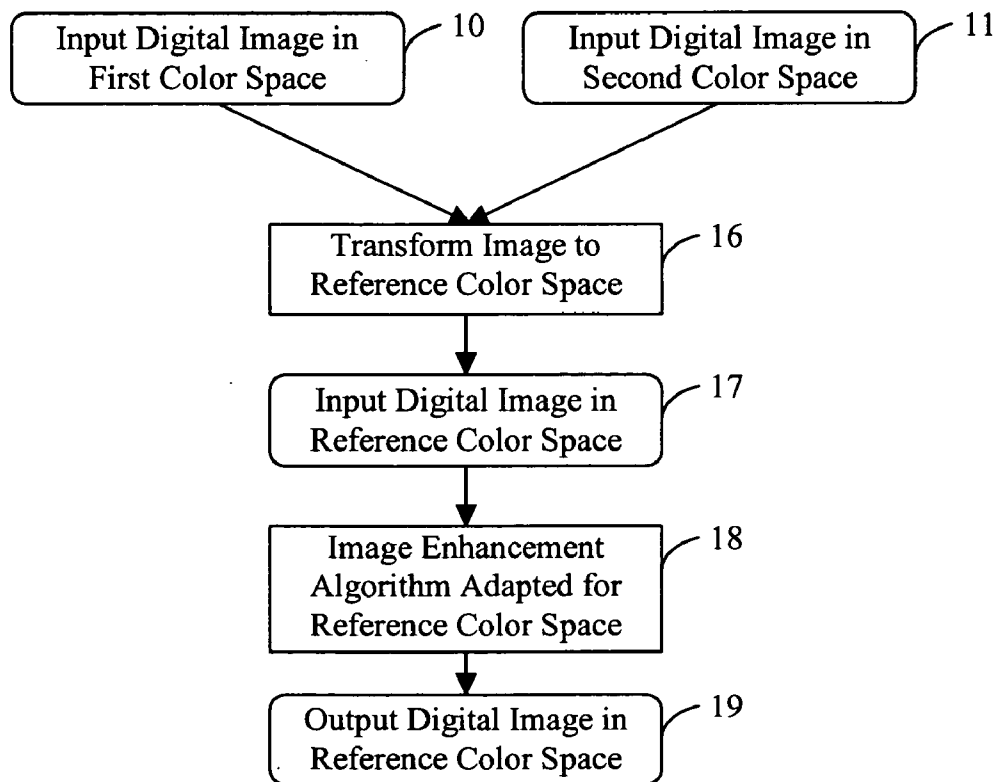 Input Digital Image in
First Color Space
10
Input Digital Image in
Second Color Space
11
Transform Image to
Reference Color Space
16
Input Digital Image in
Reference Color Space
17
Image Enhancement
Algorithm Adapted for
Reference Color Space
18
Output Digital Image in
Reference Color Space
19